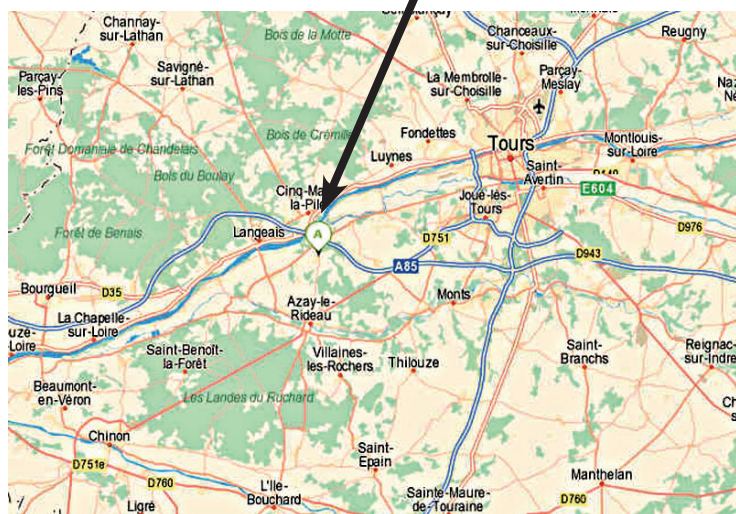 Channay-
sur-Lathan
Bois de la Motte
Chanceaux-
sur-Choisille
Reugny
Parçay-
les-Pins
Savigné-
sur-Lathan
La Membrolle-
sur-Choisille
Parçay-
Meslay
Forêt Domaniale de Chandelais
Bois de Crémille
Fondettes
Tours
Montlouis-
sur-Loire
Luynes
Bois du Boulay
Saint-
Avertin
E604
Cinq-Ma
la-Pile
Joué-lès-
Tours
Forêt de Benais
Langeais
A
D751
D976
D943
A85
Bourgueil
D35
Azay-le-
Rideau
Monts
La Chapelle-
sur-Loire
Saint-Benoît-
la-Forêt
Villaines-
les-Rochers
Thilouze
Saint-
Branchs
Reignac-
sur-Indre
Beaumont-
en-Véron
Les Landes du Ruchard
Chinon
Saint-
Epain
D751e
D760
L'Ile-
Bouchard
Manthelan
Ligré
Sainte-Maure-
de-Touraine
D760